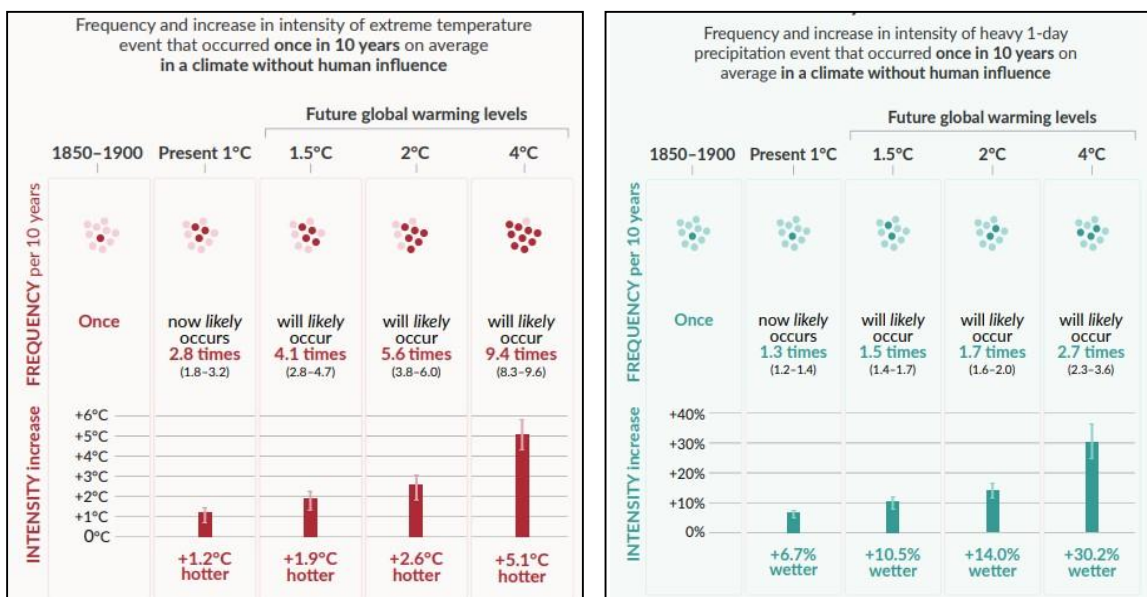 Frequency and increase in intensity of extreme temperature
event that occurred once in 10 years on average
in a climate without human influence
Future global warming levels
1850–1900 Present 1°C 1.5°C 2°C 4°C
FREQUENCY per 10 years
Once
now likely
occurs
2.8 times
(1.8–3.2)
will likely
occur
4.1 times
(2.8–4.7)
will likely
occur
5.6 times
(3.8–6.0)
will likely
occur
9.4 times
(8.3–9.6)
INTENSITY increase
+6°C
+5°C
+4°C
+3°C
+2°C
+1°C
0°C
+1.2°C
hotter
+1.9°C
hotter
+2.6°C
hotter
+5.1°C
hotter
Frequency and increase in intensity of heavy 1-day
precipitation event that occurred once in 10 years on
average in a climate without human influence
Future global warming levels
1850–1900 Present 1°C 1.5°C 2°C 4°C
FREQUENCY per 10 years
Once
now likely
occurs
1.3 times
(1.2–1.4)
will likely
occur
1.5 times
(1.4–1.7)
will likely
occur
1.7 times
(1.6–2.0)
will likely
occur
2.7 times
(2.3–3.6)
INTENSITY increase
+40%
+30%
+20%
+10%
0%
+6.7%
wetter
+10.5%
wetter
+14.0%
wetter
+30.2%
wetter